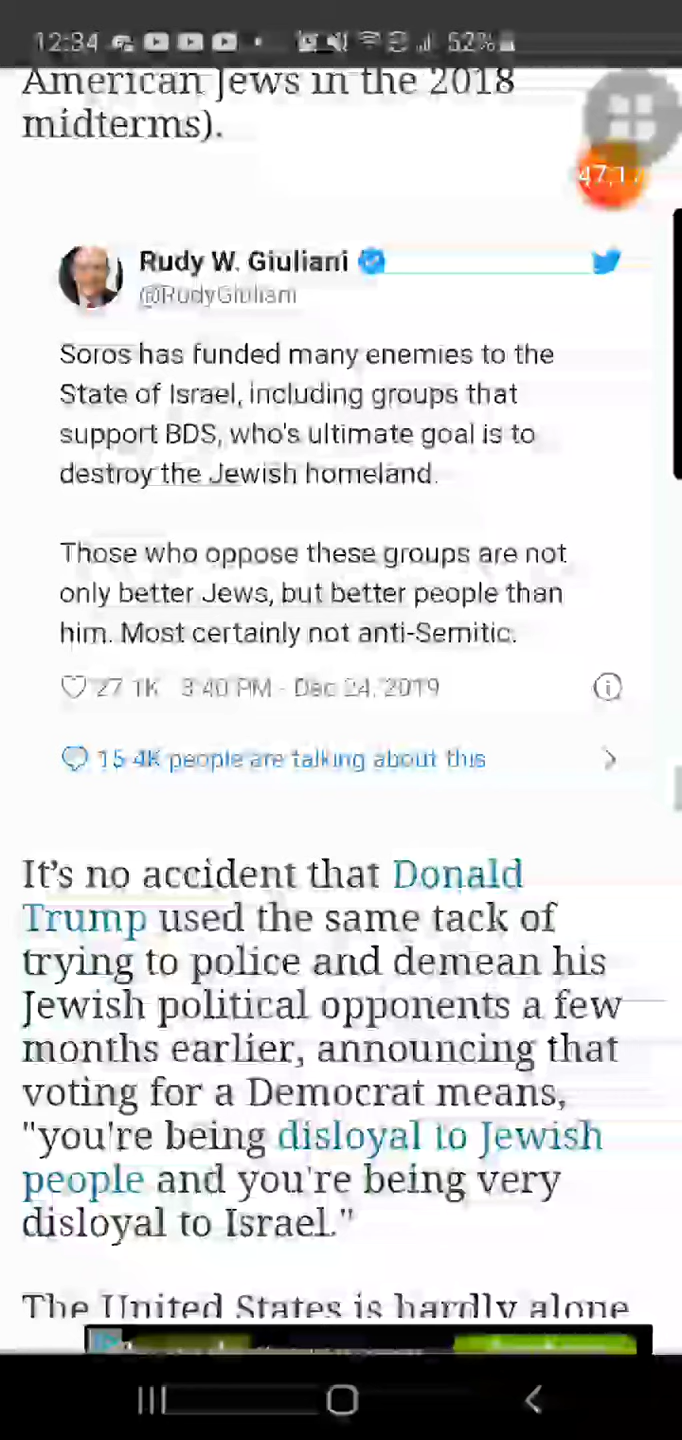 12:34
52%
American Jews in the 2018
midterms).
47:17
Rudy W. Giuliani
@RudyGiuliani
Soros has funded many enemies to the
State of Israel, including groups that
support BDS, who's ultimate goal is to
destroy the Jewish homeland.
Those who oppose these groups are not
only better Jews, but better people than
him. Most certainly not anti-Semitic.
27.1K 3:40 PM - Dec 24, 2019
15.4K people are talking about this
It's no accident that Donald
Trump used the same tack of
trying to police and demean his
Jewish political opponents a few
months earlier, announcing that
voting for a Democrat means,
"you're being disloyal to Jewish
people and you're being very
disloyal to Israel."
The United States is hardly alone